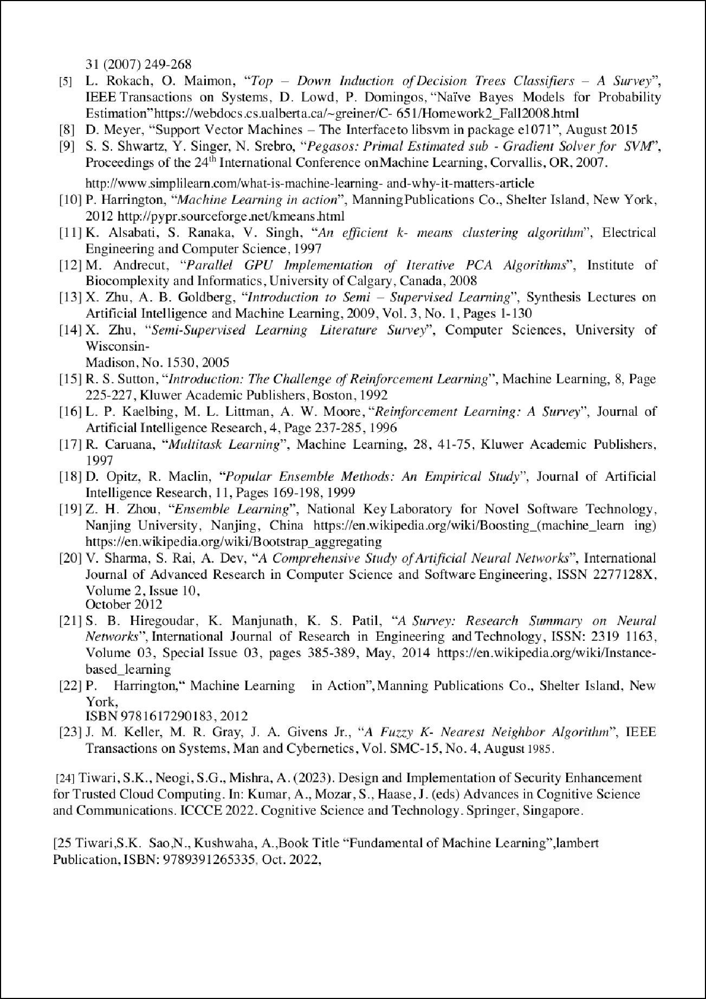 31 (2007) 249-268
[5] L. Rokach, O. Maimon, “Top – Down Induction of Decision Trees Classifiers – A Survey”,
IEEE Transactions on Systems, D. Lowd, P. Domingos, “Naïve Bayes Models for Probability
Estimation”https://webdocs.cs.ualberta.ca/~greiner/C- 651/Homework2_Fall2008.html
[8] D. Meyer, “Support Vector Machines – The Interfaceto libsvm in package e1071”, August 2015
[9] S. S. Shwartz, Y. Singer, N. Srebro, “Pegasos: Primal Estimated sub - Gradient Solver for SVM”,
Proceedings of the 24th International Conference onMachine Learning, Corvallis, OR, 2007.
http://www.simplilearn.com/what-is-machine-learning- and-why-it-matters-article
[10] P. Harrington, “Machine Learning in action”, ManningPublications Co., Shelter Island, New York,
2012 http://pypr.sourceforge.net/kmeans.html
[11] K. Alsabati, S. Ranaka, V. Singh, “An efficient k- means clustering algorithm”, Electrical
Engineering and Computer Science, 1997
[12] M. Andrecut, “Parallel GPU Implementation of Iterative PCA Algorithms”, Institute of
Biocomplexity and Informatics, University of Calgary, Canada, 2008
[13] X. Zhu, A. B. Goldberg, “Introduction to Semi – Supervised Learning”, Synthesis Lectures on
Artificial Intelligence and Machine Learning, 2009, Vol. 3, No. 1, Pages 1-130
[14] X. Zhu, “Semi-Supervised Learning Literature Survey”, Computer Sciences, University of
Wisconsin-
Madison, No. 1530, 2005
[15] R. S. Sutton, “Introduction: The Challenge of Reinforcement Learning”, Machine Learning, 8, Page
225-227, Kluwer Academic Publishers, Boston, 1992
[16] L. P. Kaelbing, M. L. Littman, A. W. Moore, “Reinforcement Learning: A Survey”, Journal of
Artificial Intelligence Research, 4, Page 237-285, 1996
[17] R. Caruana, “Multitask Learning”, Machine Learning, 28, 41-75, Kluwer Academic Publishers,
1997
[18] D. Opitz, R. Maclin, “Popular Ensemble Methods: An Empirical Study”, Journal of Artificial
Intelligence Research, 11, Pages 169-198, 1999
[19] Z. H. Zhou, “Ensemble Learning”, National Key Laboratory for Novel Software Technology,
Nanjing University, Nanjing, China https://en.wikipedia.org/wiki/Boosting_(machine_learn ing)
https://en.wikipedia.org/wiki/Bootstrap_aggregating
[20] V. Sharma, S. Rai, A. Dev, “A Comprehensive Study of Artificial Neural Networks”, International
Journal of Advanced Research in Computer Science and Software Engineering, ISSN 2277128X,
Volume 2, Issue 10,
October 2012
[21] S. B. Hiregoudar, K. Manjunath, K. S. Patil, “A Survey: Research Summary on Neural
Networks”, International Journal of Research in Engineering and Technology, ISSN: 2319 1163,
Volume 03, Special Issue 03, pages 385-389, May, 2014 https://en.wikipedia.org/wiki/Instance-
based_learning
[22] P. Harrington,“ Machine Learning in Action”, Manning Publications Co., Shelter Island, New
York,
ISBN 9781617290183, 2012
[23] J. M. Keller, M. R. Gray, J. A. Givens Jr., “A Fuzzy K- Nearest Neighbor Algorithm”, IEEE
Transactions on Systems, Man and Cybernetics, Vol. SMC-15, No. 4, August 1985.
[24] Tiwari, S.K., Neogi, S.G., Mishra, A. (2023). Design and Implementation of Security Enhancement
for Trusted Cloud Computing. In: Kumar, A., Mozar, S., Haase, J. (eds) Advances in Cognitive Science
and Communications. ICCCE 2022. Cognitive Science and Technology. Springer, Singapore.
[25 Tiwari,S.K. Sao,N., Kushwaha, A.,Book Title “Fundamental of Machine Learning”,lambert
Publication, ISBN: 9789391265335, Oct. 2022,